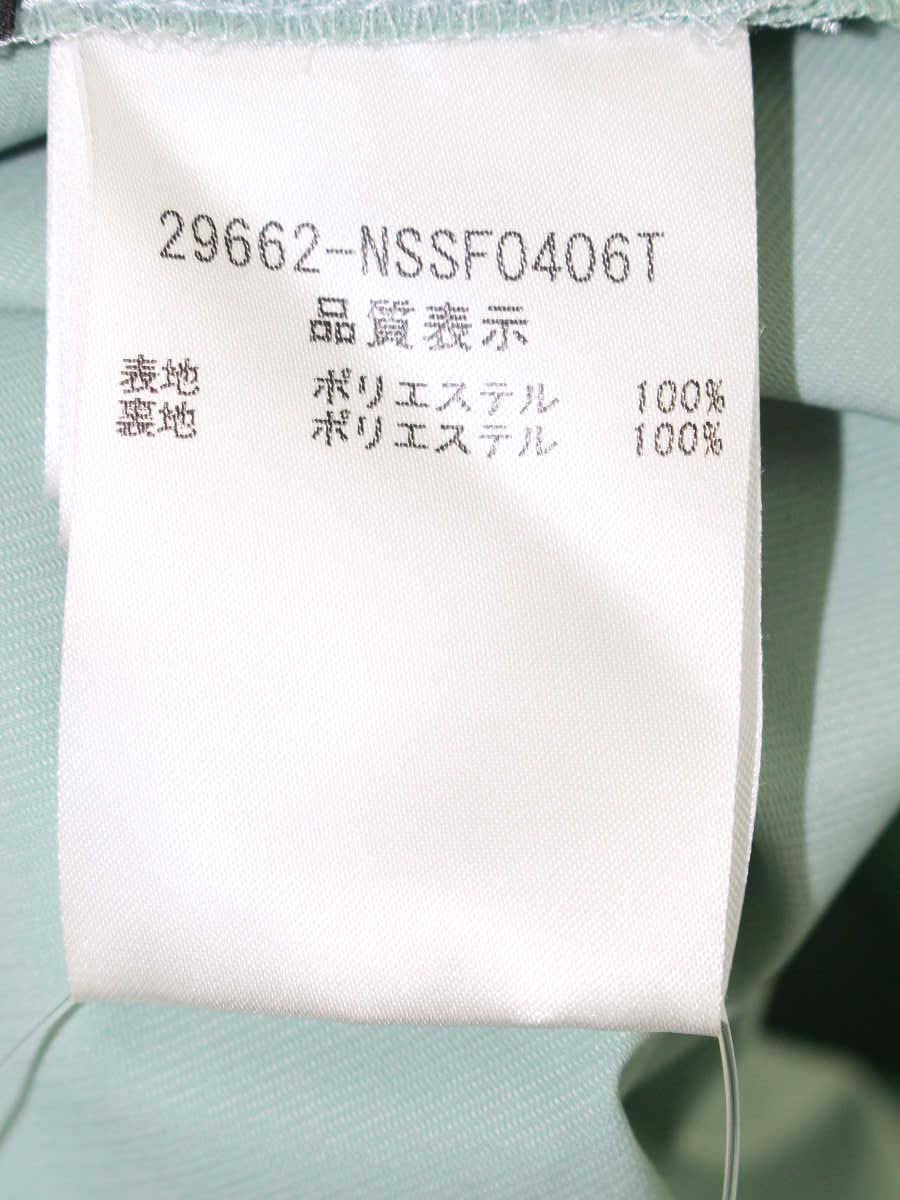 29662-NSSF0406T
品質表示
表地 ポリエステル 100%
裏地 ポリエステル 100%